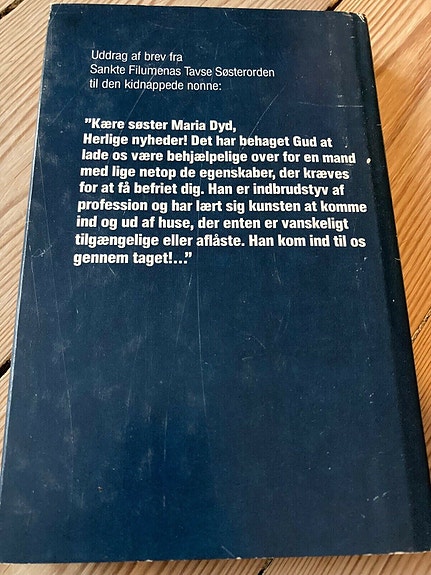 Uddrag af brev fra
Sankte Filumenas Tavse Søsterorden
til den kidnappede nonne:
”Kære søster Maria Dyd,
Herlige nyheder! Det har behaget Gud at
lade os være behjælpelige over for en mand
med lige netop de egenskaber, der kræves
for at få befriet dig. Han er indbrudstyv af
profession og har lært sig kunsten at komme
ind og ud af huse, der enten er vanskeligt
tilgængelige eller aflåste. Han kom ind til os
gennem taget!...”